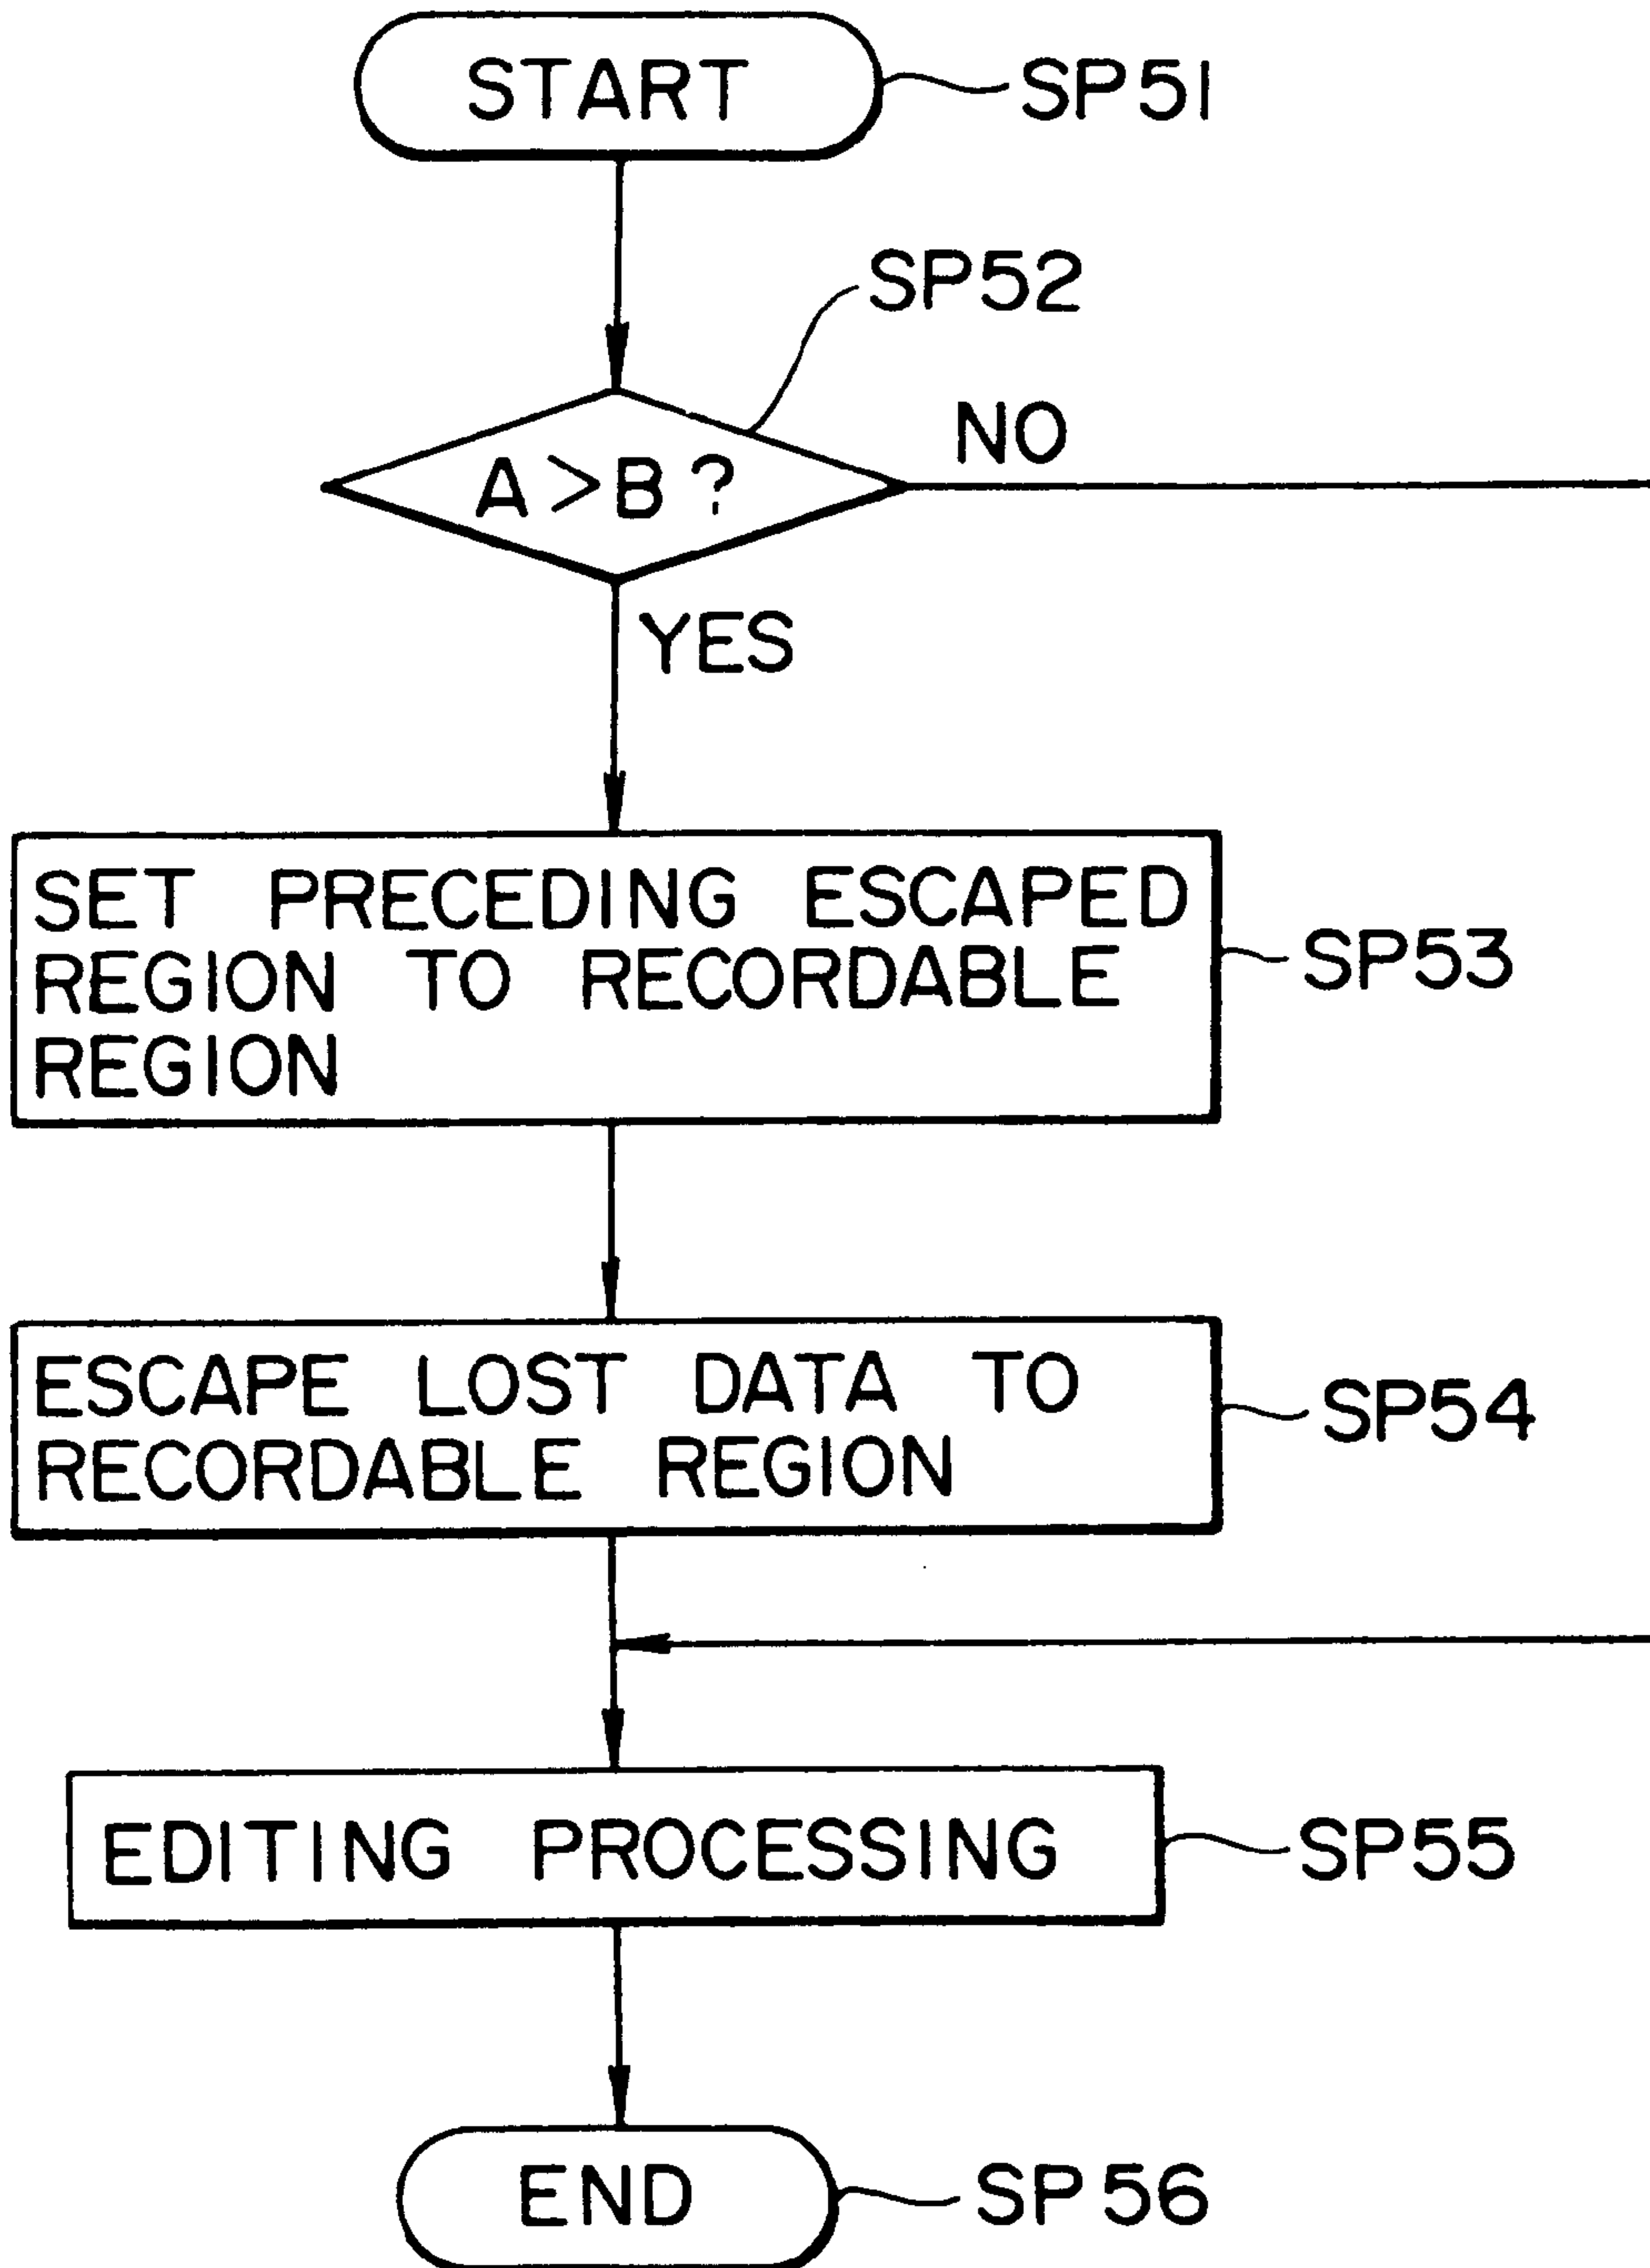 START
SP51
SP52
A>B?
NO
YES
SET PRECEDING ESCAPED
REGION TO RECORDABLE
REGION
SP53
ESCAPE LOST DATA TO
RECORDABLE REGION
SP54
EDITING PROCESSING
SP55
END
SP56